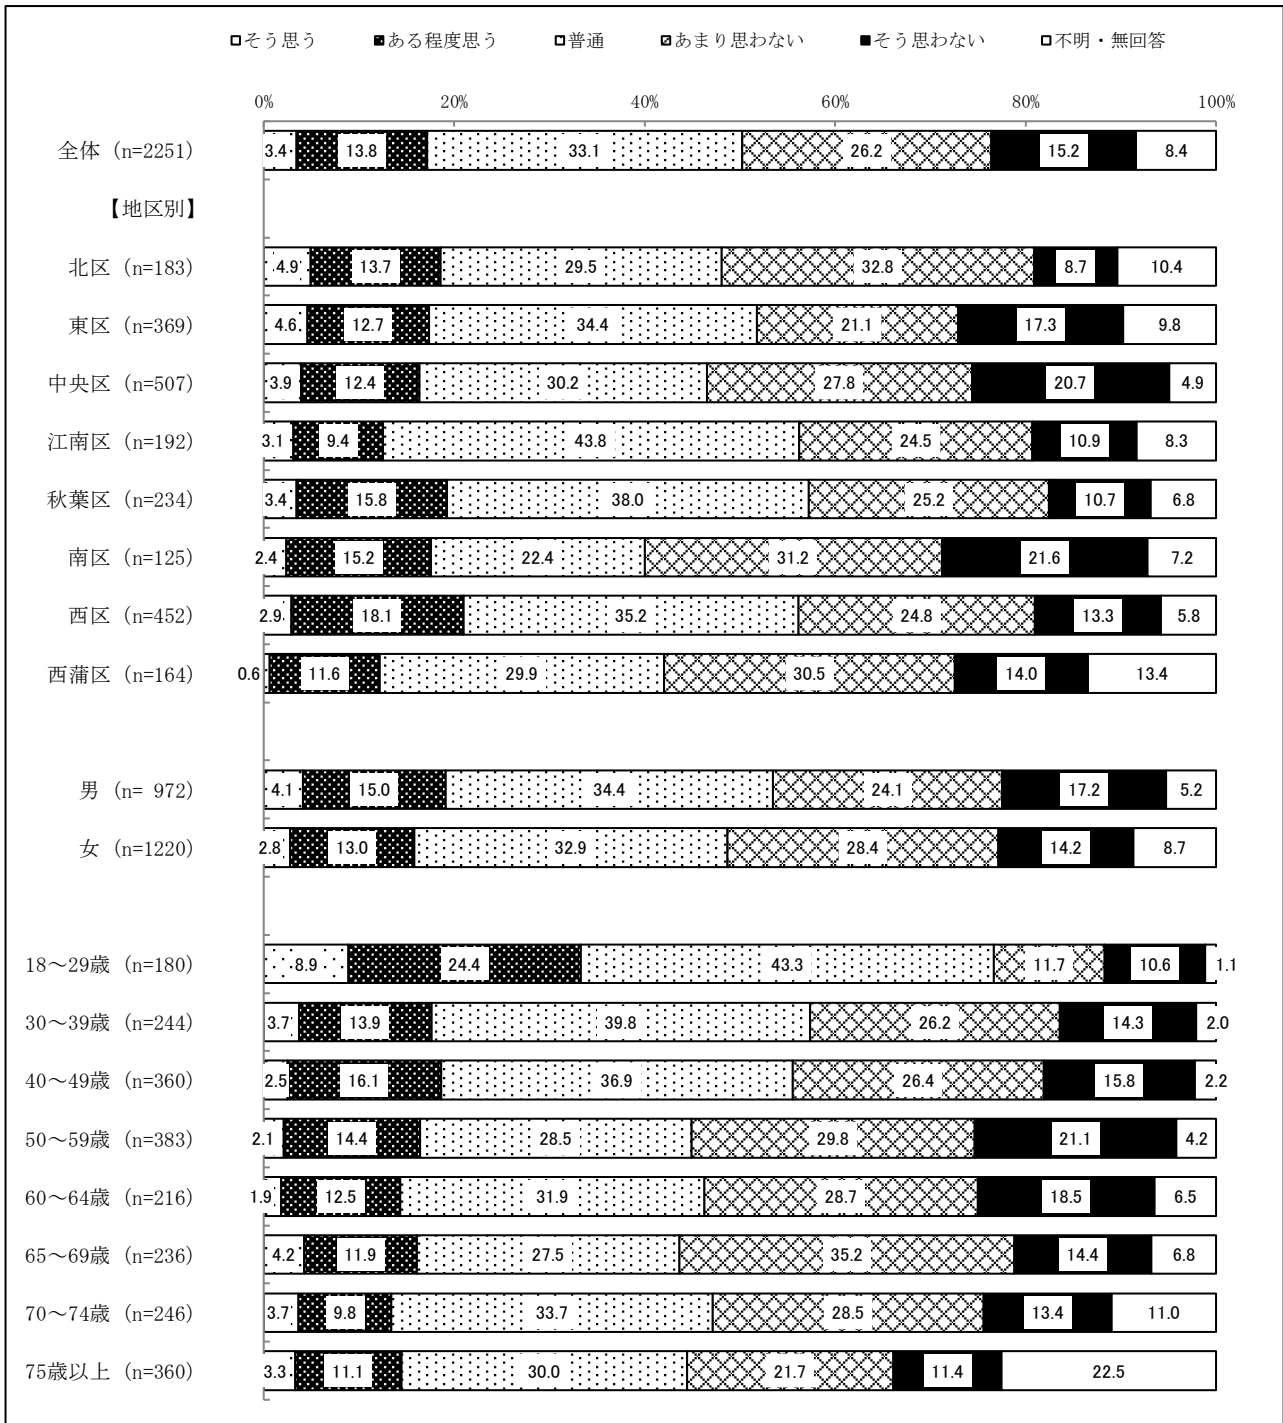 そう思う ある程度思う 普通 あまり思わない そう思わない 不明・無回答
0% 20% 40% 60% 80% 100%
全体 (n=2251) 3.4 13.8 33.1 26.2 15.2 8.4
【地区別】
北区 (n=183) 4.9 13.7 29.5 32.8 8.7 10.4
東区 (n=369) 4.6 12.7 34.4 21.1 17.3 9.8
中央区 (n=507) 3.9 12.4 30.2 27.8 20.7 4.9
江南区 (n=192) 3.1 9.4 43.8 24.5 10.9 8.3
秋葉区 (n=234) 3.4 15.8 38.0 25.2 10.7 6.8
南区 (n=125) 2.4 15.2 22.4 31.2 21.6 7.2
西区 (n=452) 2.9 18.1 35.2 24.8 13.3 5.8
西蒲区 (n=164) 0.6 11.6 29.9 30.5 14.0 13.4
男 (n= 972) 4.1 15.0 34.4 24.1 17.2 5.2
女 (n=1220) 2.8 13.0 32.9 28.4 14.2 8.7
18～29歳 (n=180) 8.9 24.4 43.3 11.7 10.6 1.1
30～39歳 (n=244) 3.7 13.9 39.8 26.2 14.3 2.0
40～49歳 (n=360) 2.5 16.1 36.9 26.4 15.8 2.2
50～59歳 (n=383) 2.1 14.4 28.5 29.8 21.1 4.2
60～64歳 (n=216) 1.9 12.5 31.9 28.7 18.5 6.5
65～69歳 (n=236) 4.2 11.9 27.5 35.2 14.4 6.8
70～74歳 (n=246) 3.7 9.8 33.7 28.5 13.4 11.0
75歳以上 (n=360) 3.3 11.1 30.0 21.7 11.4 22.5